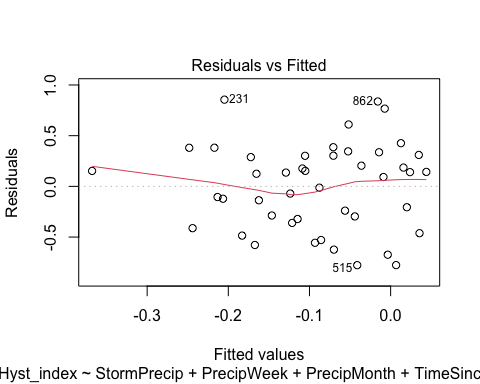 Residuals vs Fitted
Residuals
1.0
0.5
0.0
-0.5
231
862
515
-0.3 -0.2 -0.1 0.0
Fitted values
Hyst_index ~ StormPrecip + PrecipWeek + PrecipMonth + TimeSinc